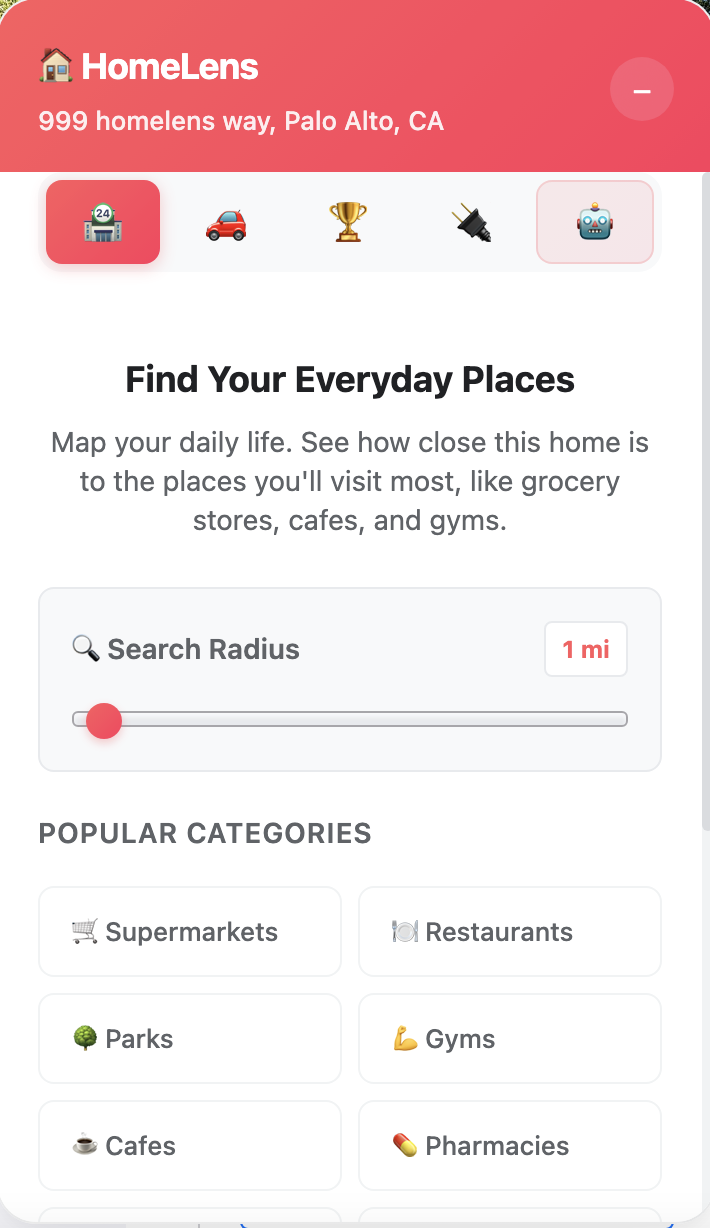 HomeLens
999 homelens way, Palo Alto, CA
24
Find Your Everyday Places
Map your daily life. See how close this home is
to the places you'll visit most, like grocery
stores, cafes, and gyms.
Search Radius
1 mi
POPULAR CATEGORIES
Supermarkets
Restaurants
Parks
Gyms
Cafes
Pharmacies